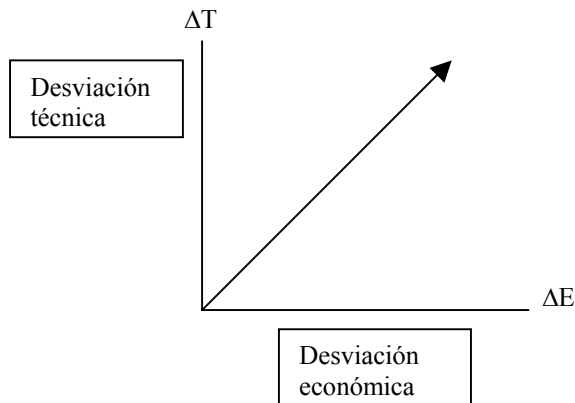 ΔT
Desviación
técnica
ΔE
Desviación
económica